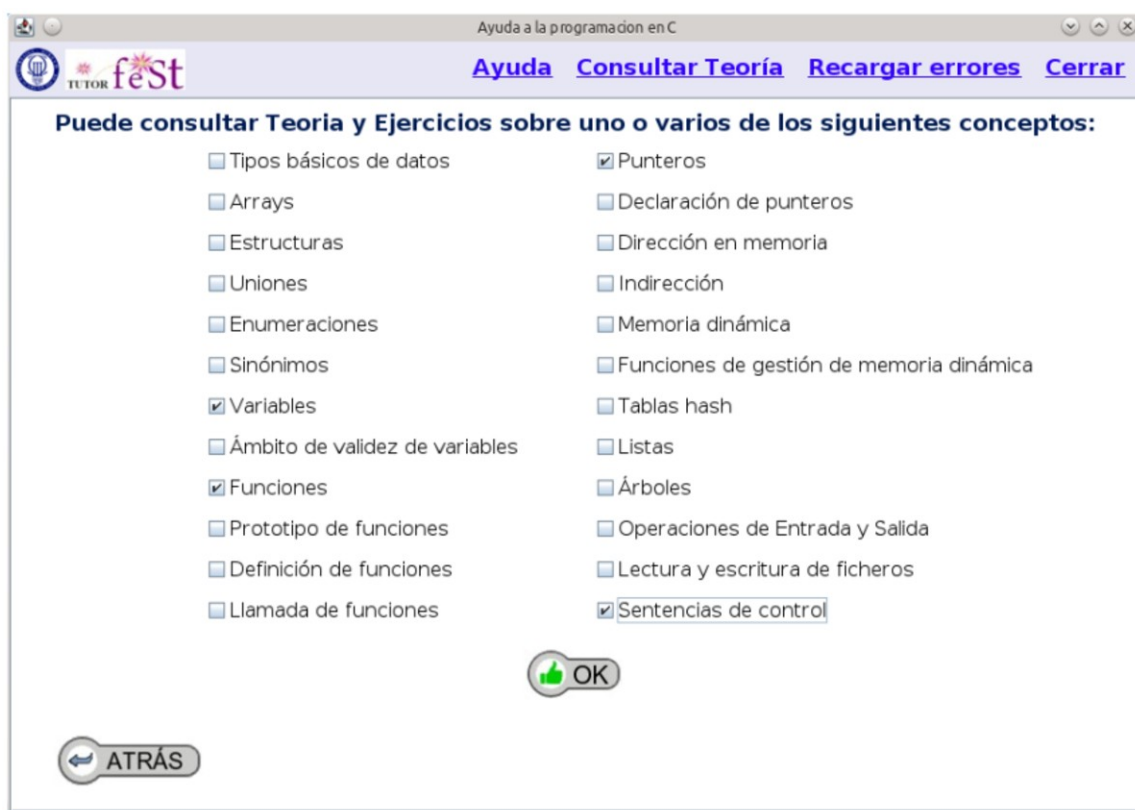 Ayuda a la programacion en C
TUTOR feSt
Ayuda Consultar Teoría Recargar errores Cerrar
Puede consultar Teoria y Ejercicios sobre uno o varios de los siguientes conceptos:
Tipos básicos de datos
Arrays
Estructuras
Uniones
Enumeraciones
Sinónimos
Variables
Ámbito de validez de variables
Funciones
Prototipo de funciones
Definición de funciones
Llamada de funciones
Punteros
Declaración de punteros
Dirección en memoria
Indirección
Memoria dinámica
Funciones de gestión de memoria dinámica
Tablas hash
Listas
Árboles
Operaciones de Entrada y Salida
Lectura y escritura de ficheros
Sentencias de control
OK
ATRÁS